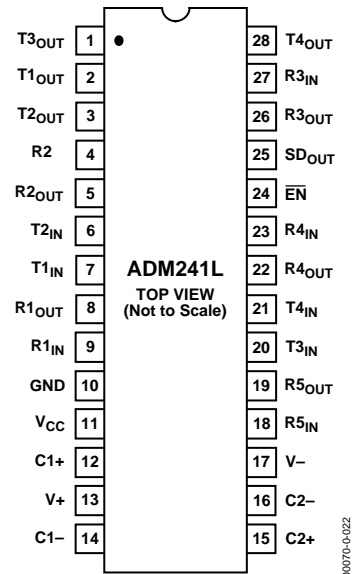 T3OUT 1
T1OUT 2
T2OUT 3
R2 4
R2OUT 5
T2IN 6
T1IN 7
R1OUT 8
R1IN 9
GND 10
VCC 11
C1+ 12
V+ 13
C1– 14
ADM241L
TOP VIEW
(Not to Scale)
28 T4OUT
27 R3IN
26 R3OUT
25 SDOUT
24 E̅N̅
23 R4IN
22 R4OUT
21 T4IN
20 T3IN
19 R5OUT
18 R5IN
17 V–
16 C2–
15 C2+
00070-0-022